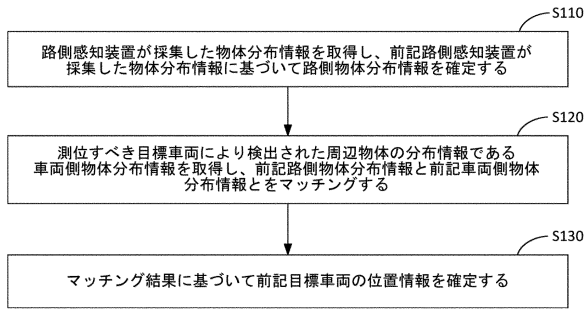 S110
路側感知装置が採集した物体分布情報を取得し、前記路側感知装置が
採集した物体分布情報に基づいて路側物体分布情報を確定する
S120
測位すべき目標車両により検出された周辺物体の分布情報である
車両側物体分布情報を取得し、前記路側物体分布情報と前記車両側物体
分布情報とをマッチングする
S130
マッチング結果に基づいて前記目標車両の位置情報を確定する